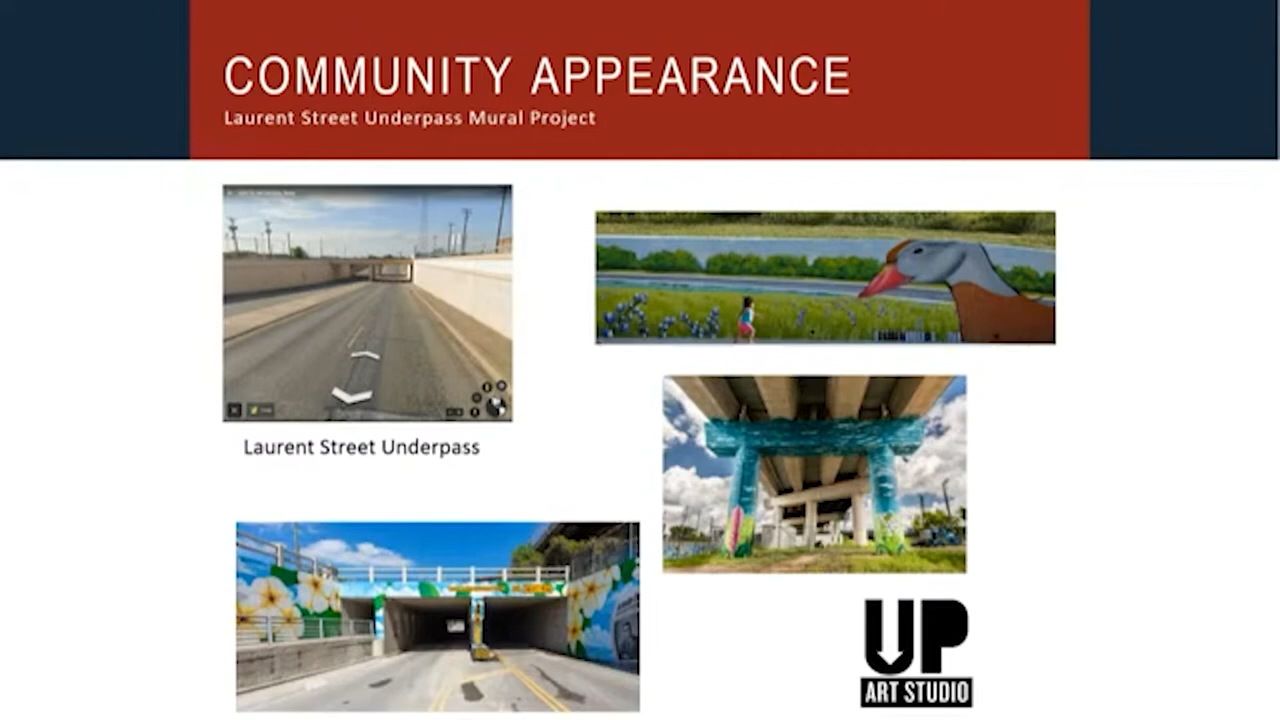 COMMUNITY APPEARANCE
Laurent Street Underpass Mural Project
Laurent Street Underpass
UP
ART STUDIO